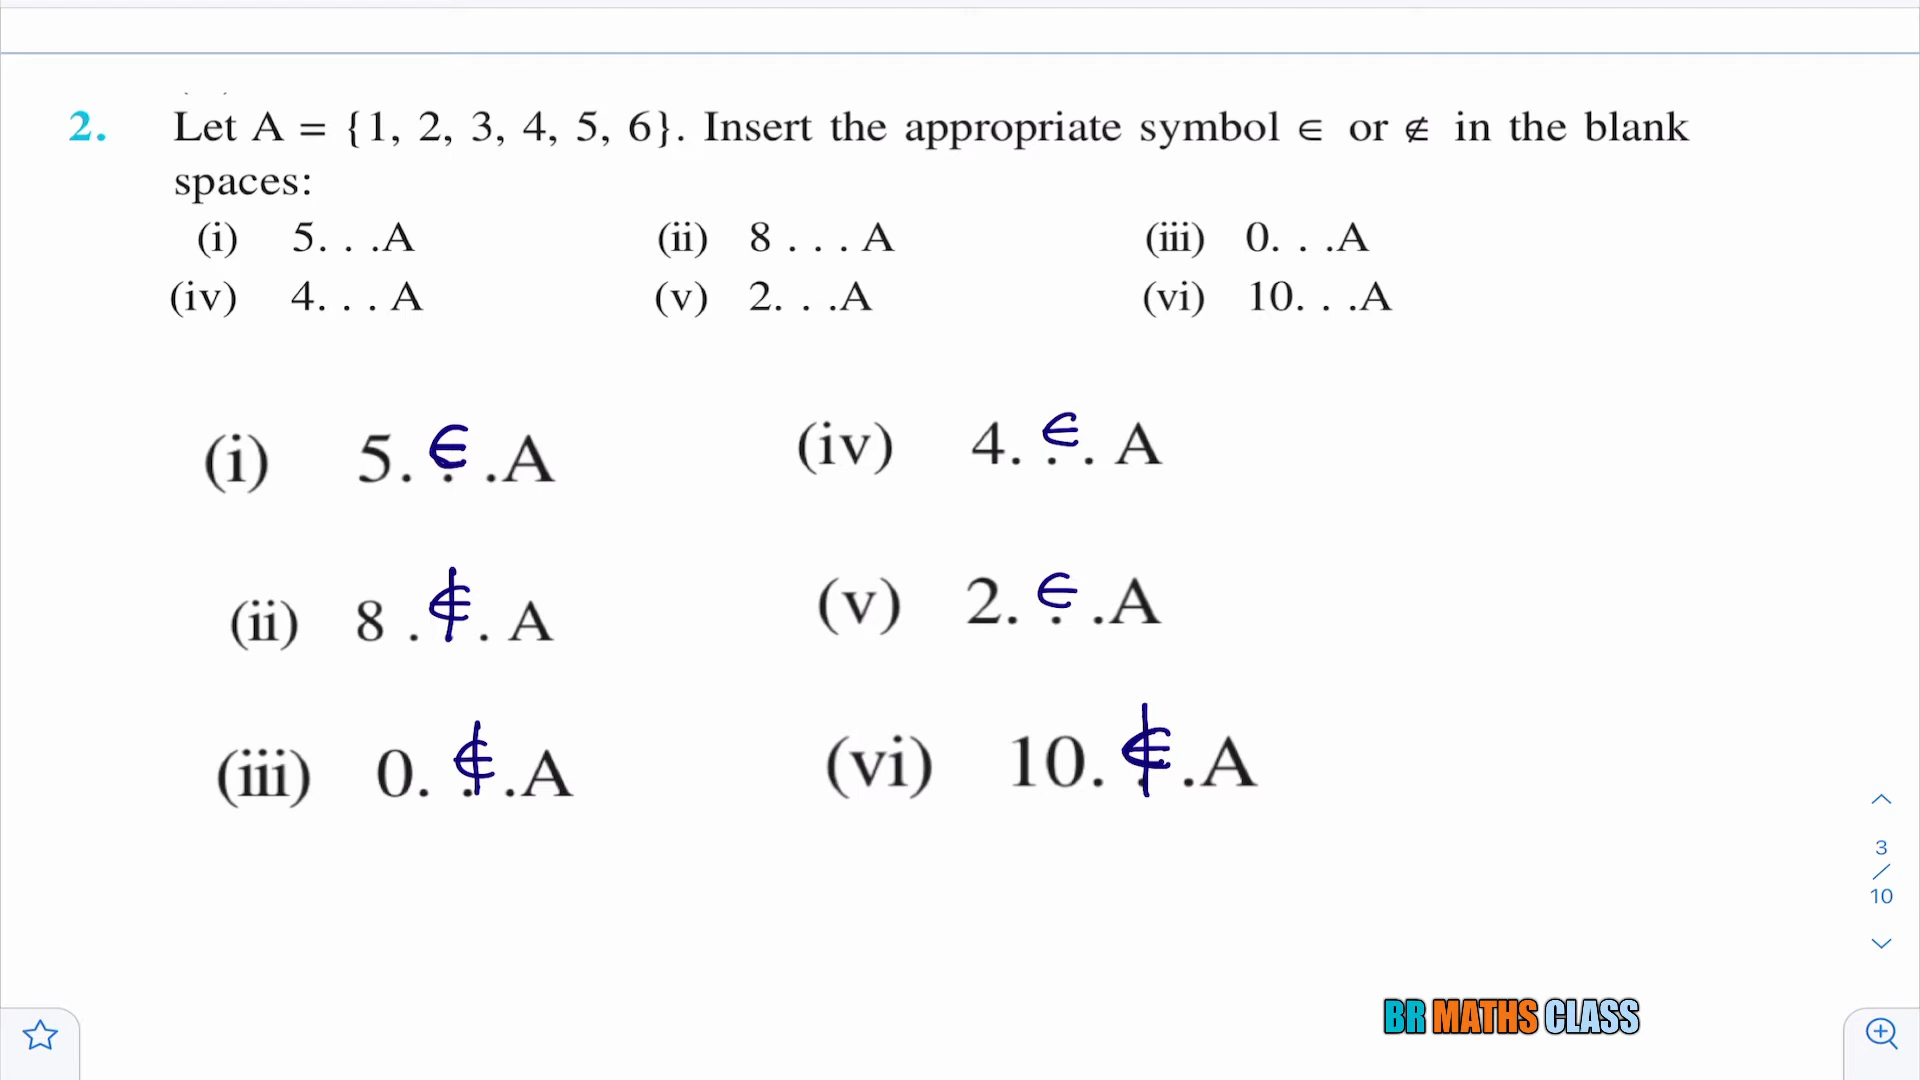 2. Let A = {1, 2, 3, 4, 5, 6}. Insert the appropriate symbol ∈ or ∉ in the blank
spaces:
(i) 5. . .A (ii) 8 . . . A (iii) 0. . .A
(iv) 4. . . A (v) 2. . .A (vi) 10. . .A
(i) 5. ∈ .A (iv) 4. ∈ . A
(ii) 8 . ∉ . A (v) 2. ∈ .A
(iii) 0. ∉ .A (vi) 10. ∉ .A
3
/
10
BR MATHS CLASS